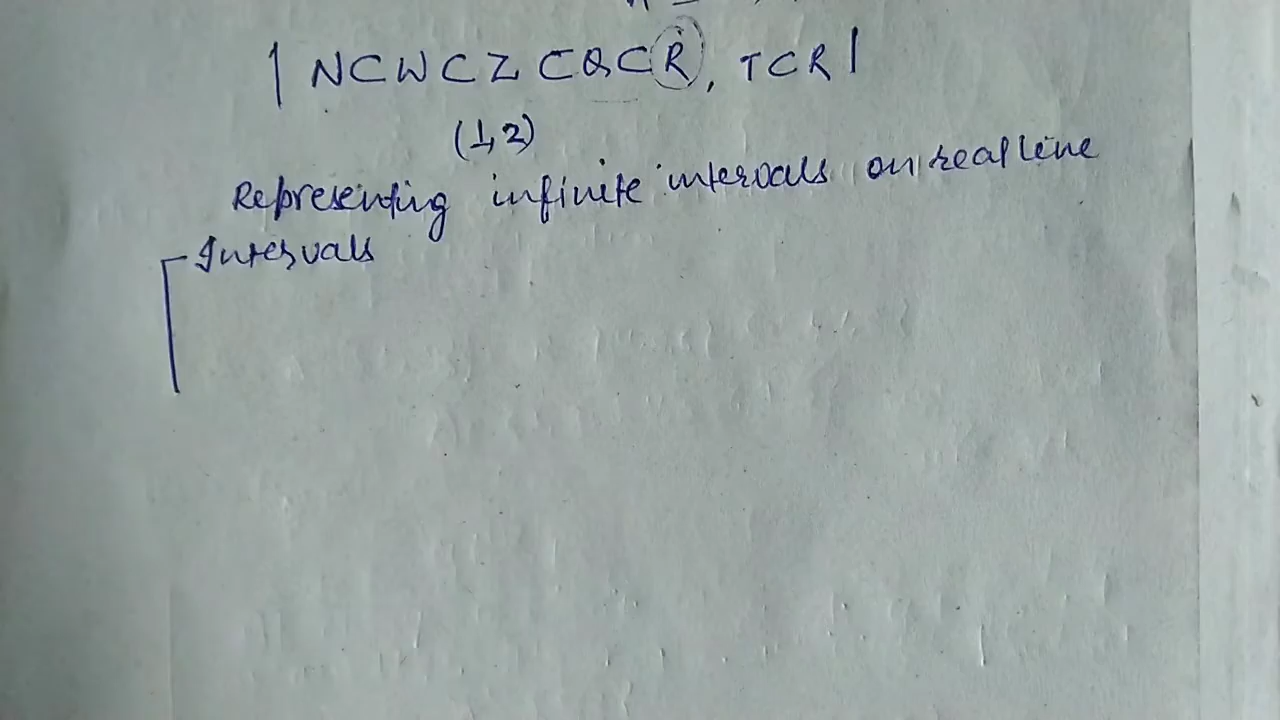 | N C W C Z C Q C R, T C R |
(1,2)
Representing infinite intervals on real line
Intervals